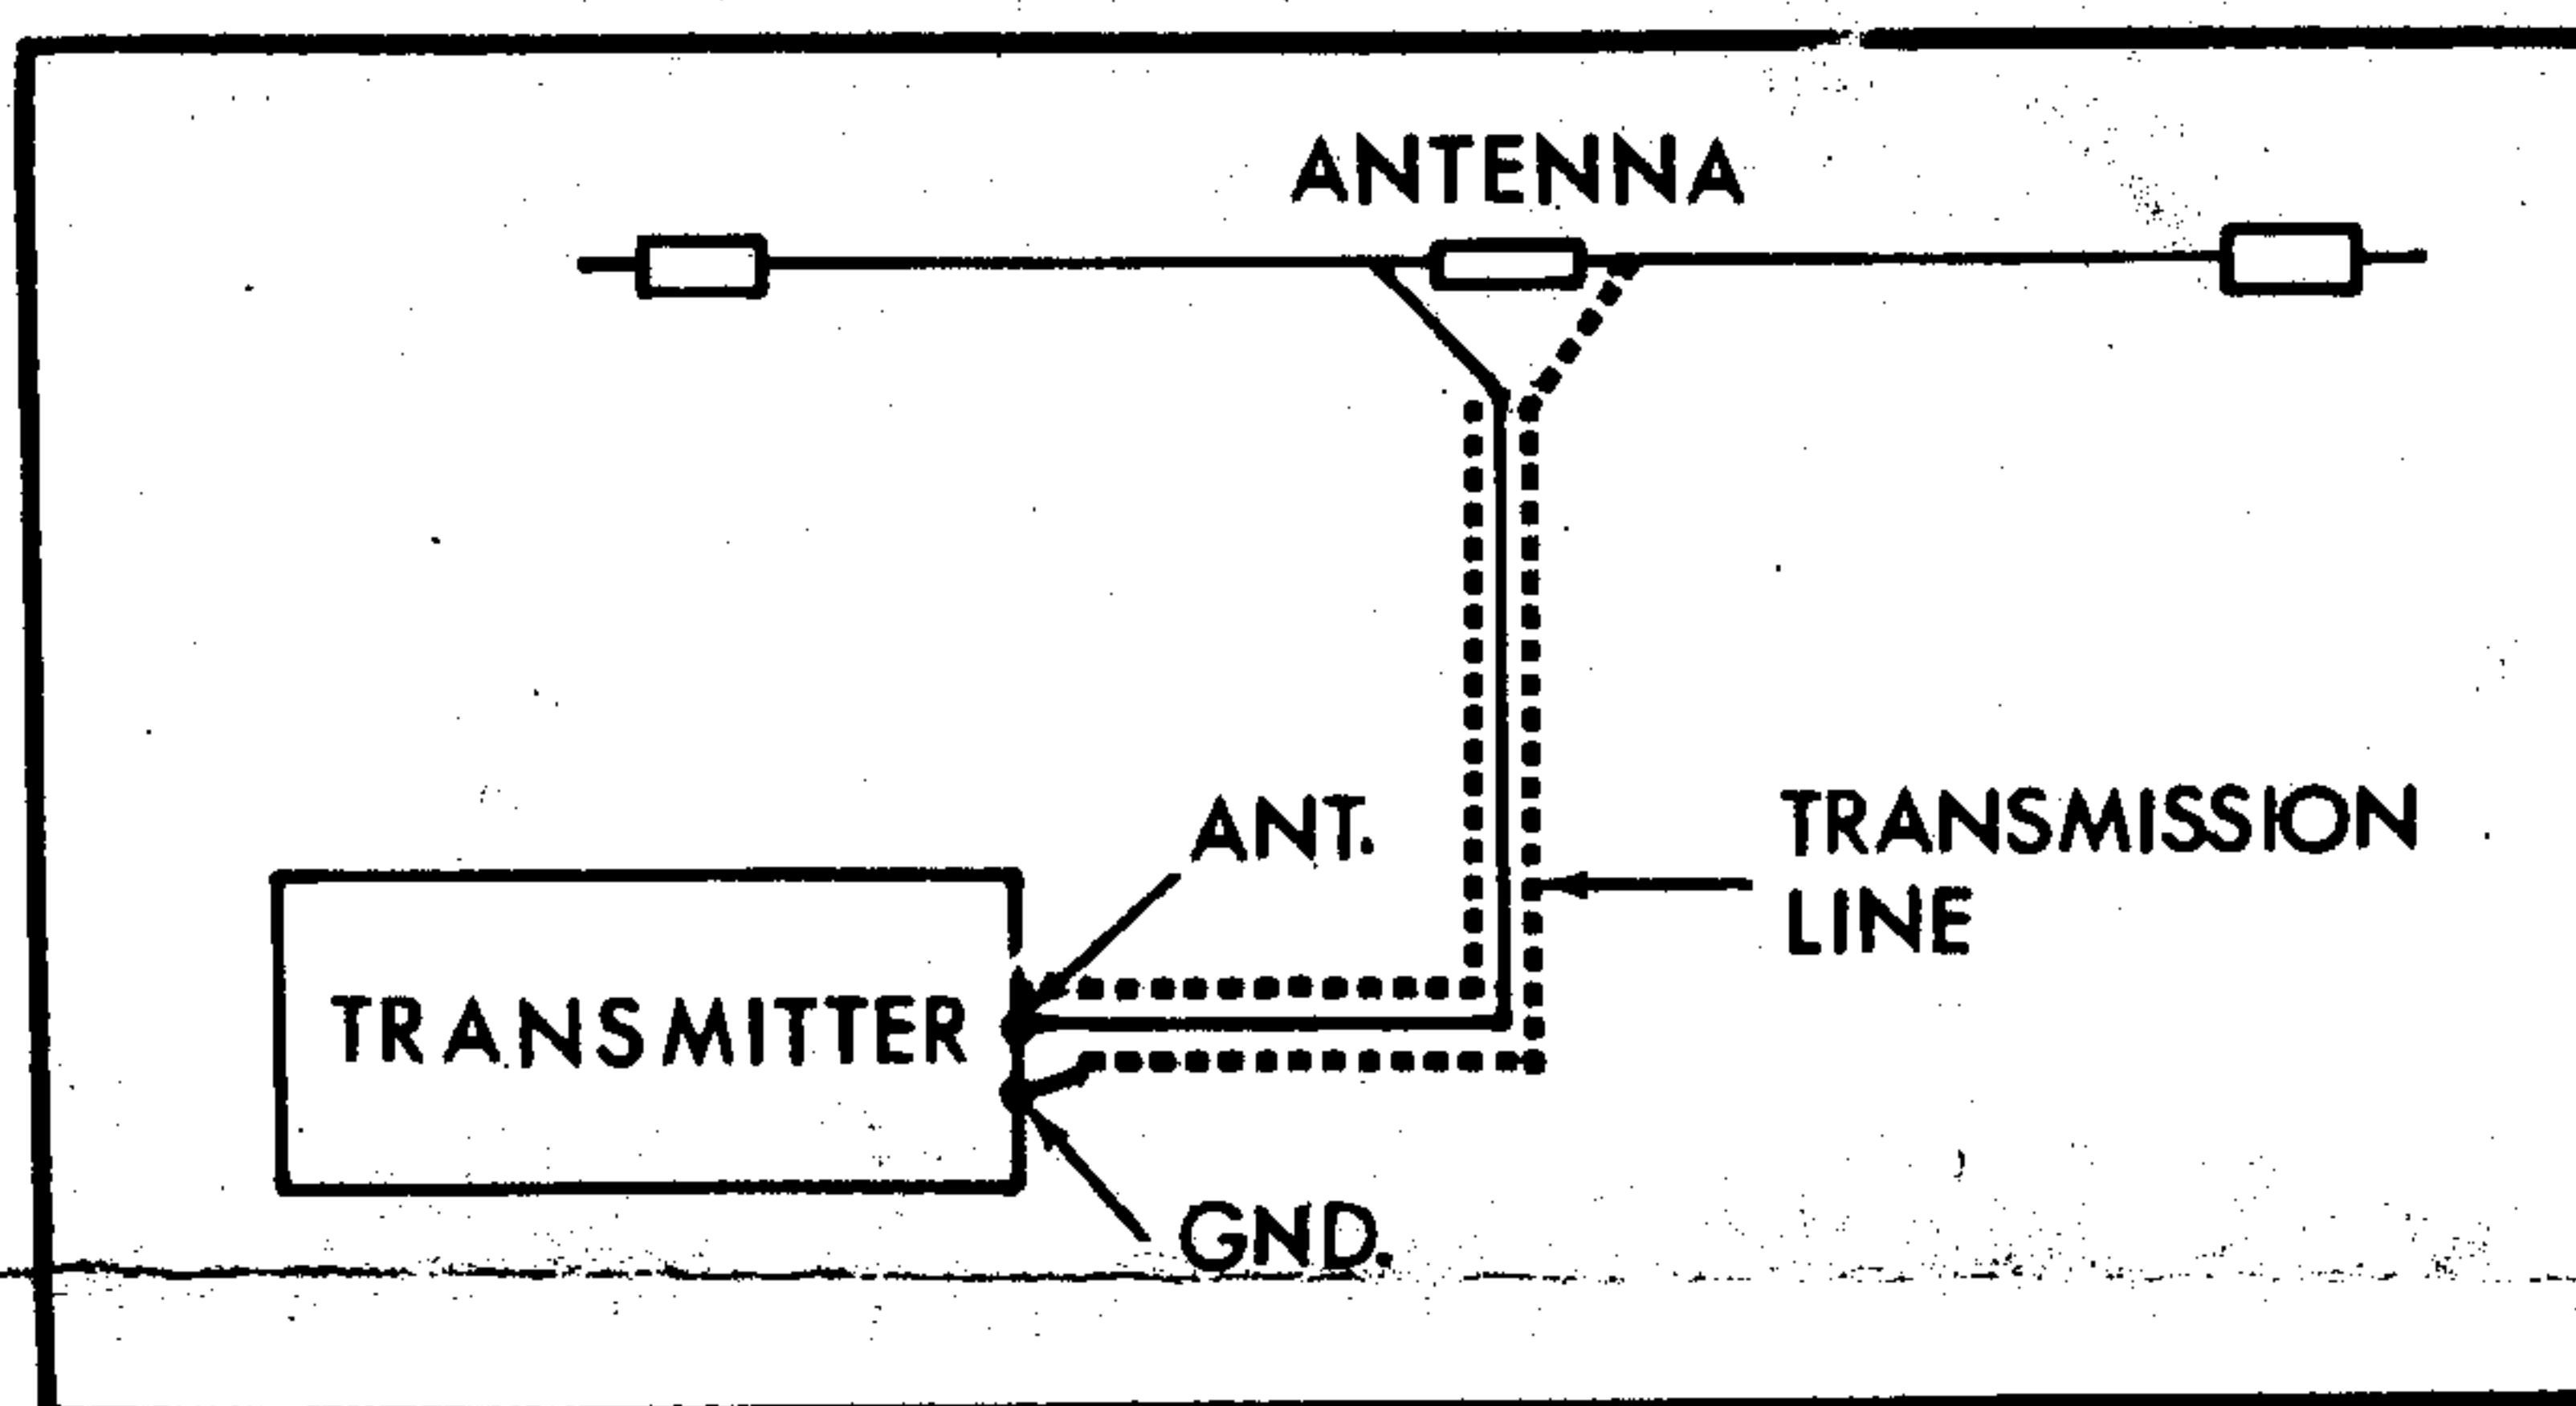 ANTENNA
ANT.
TRANSMISSION
LINE
TRANSMITTER
GND.